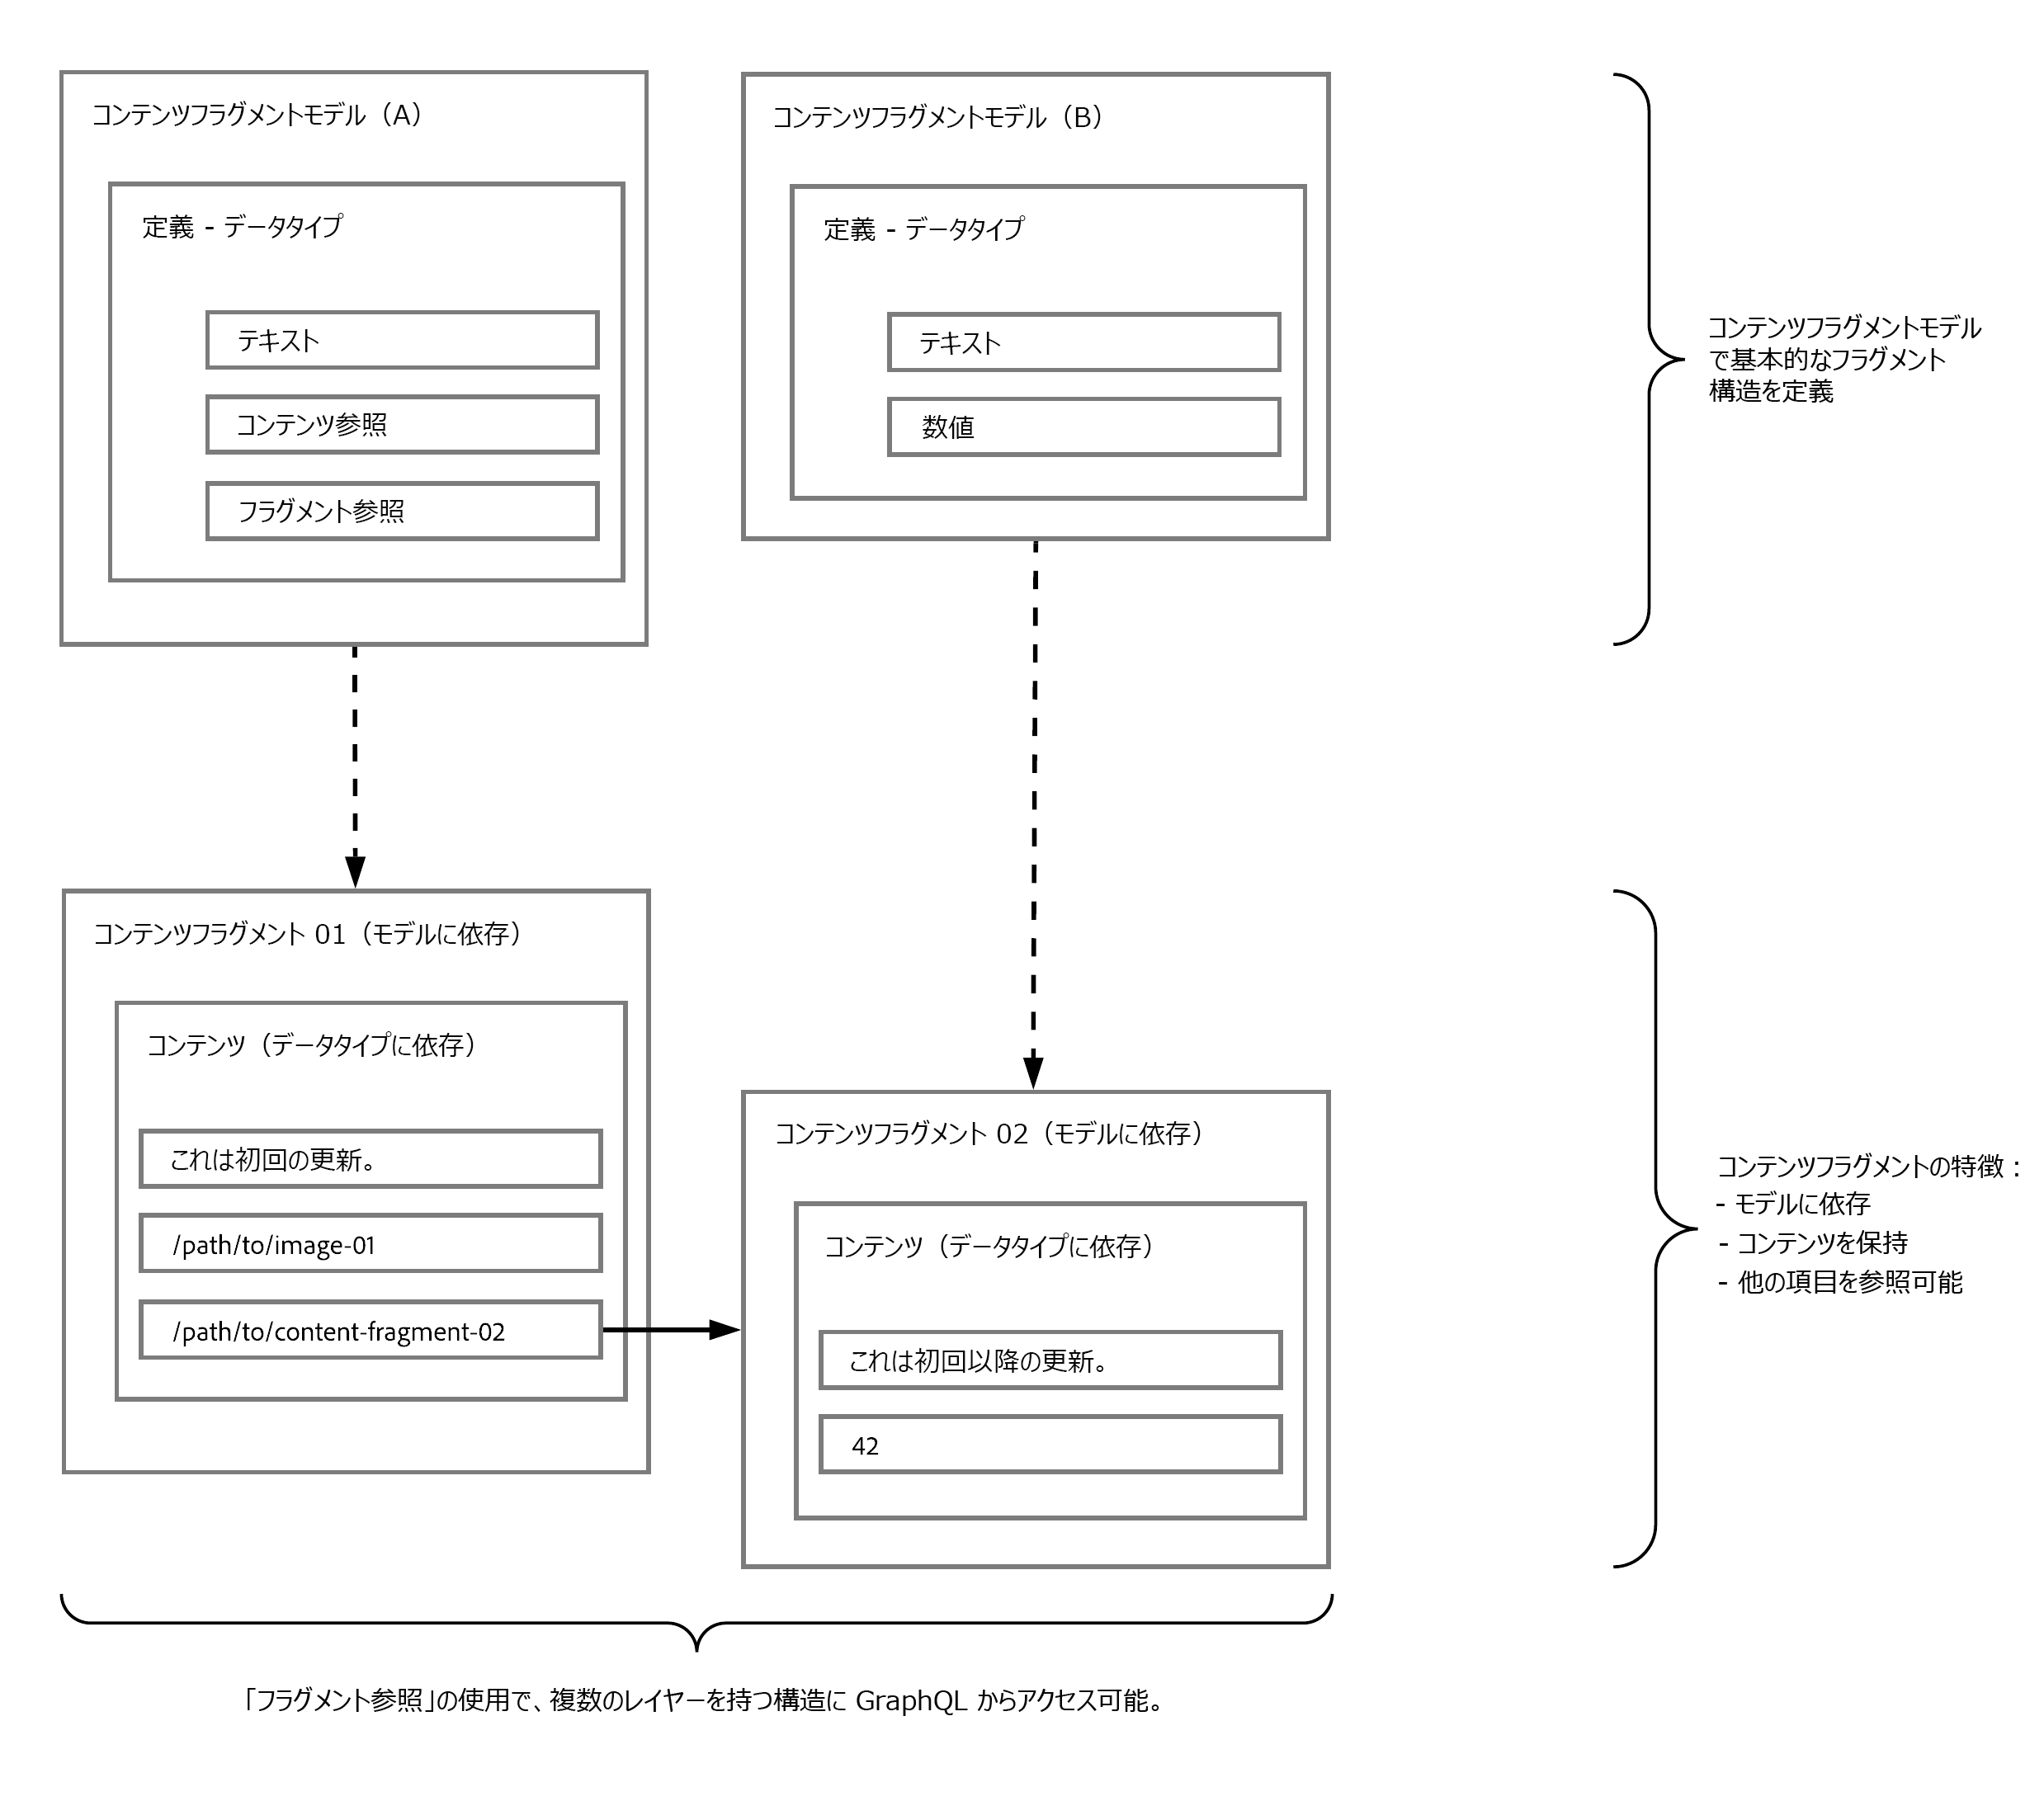 コンテンツフラグメントモデル（A）
定義 - データタイプ
テキスト
コンテンツ参照
フラグメント参照
コンテンツフラグメントモデル（B）
定義 - データタイプ
テキスト
数値
コンテンツフラグメントモデル
で基本的なフラグメント
構造を定義
コンテンツフラグメント 01（モデルに依存）
コンテンツ（データタイプに依存）
これは初回の更新。
/path/to/image-01
/path/to/content-fragment-02
コンテンツフラグメント 02（モデルに依存）
コンテンツ（データタイプに依存）
これは初回以降の更新。
42
コンテンツフラグメントの特徴：
- モデルに依存
- コンテンツを保持
- 他の項目を参照可能
「フラグメント参照」の使用で、複数のレイヤーを持つ構造に GraphQL からアクセス可能。